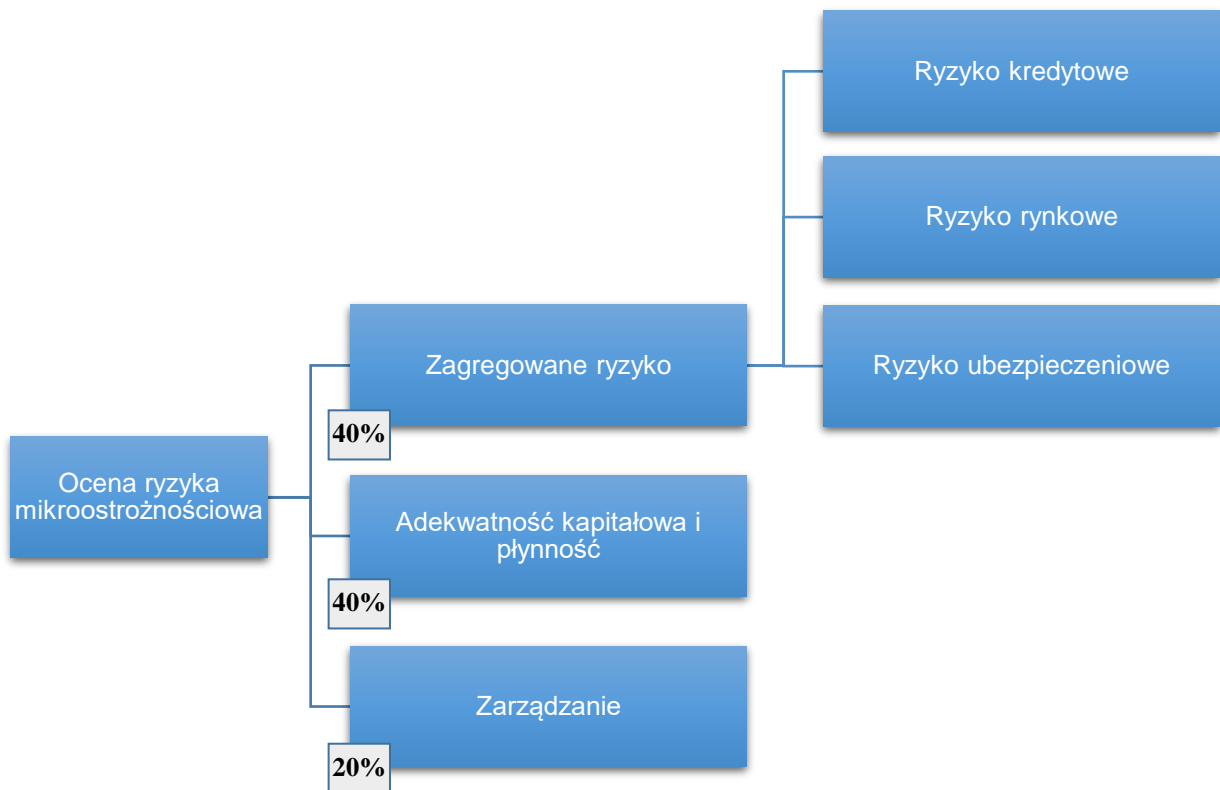 Ryzyko kredytowe
Ryzyko rynkowe
Zagregowane ryzyko
Ryzyko ubezpieczeniowe
40%
Ocena ryzyka
mikroostrożnościowa
Adekwatność kapitałowa i
płynność
40%
Zarządzanie
20%